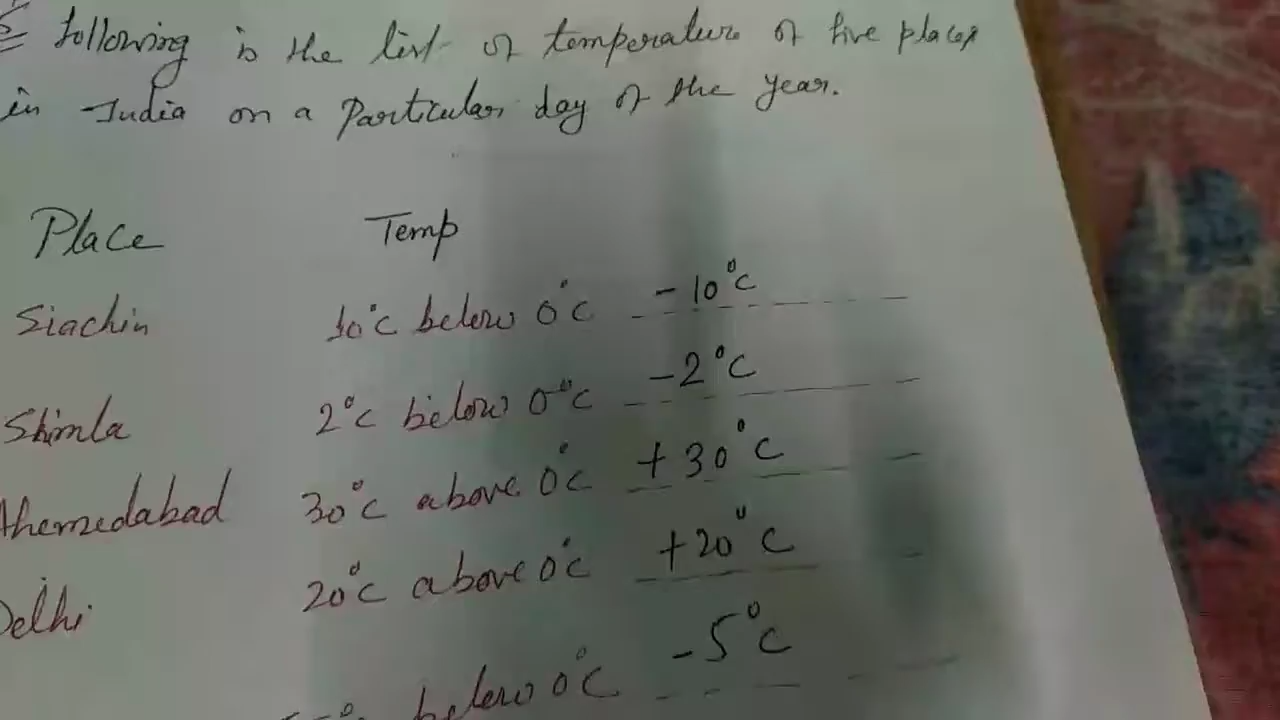 following is the list of temperature of five places
in India on a Particular day of the year.
Place Temp
Siachin 10°C below 0°C -10°C
Shimla 2°C below 0°C -2°C
Ahemedabad 30°C above 0°C +30°C
Delhi 20°C above 0°C +20°C
below 0°C -5°C